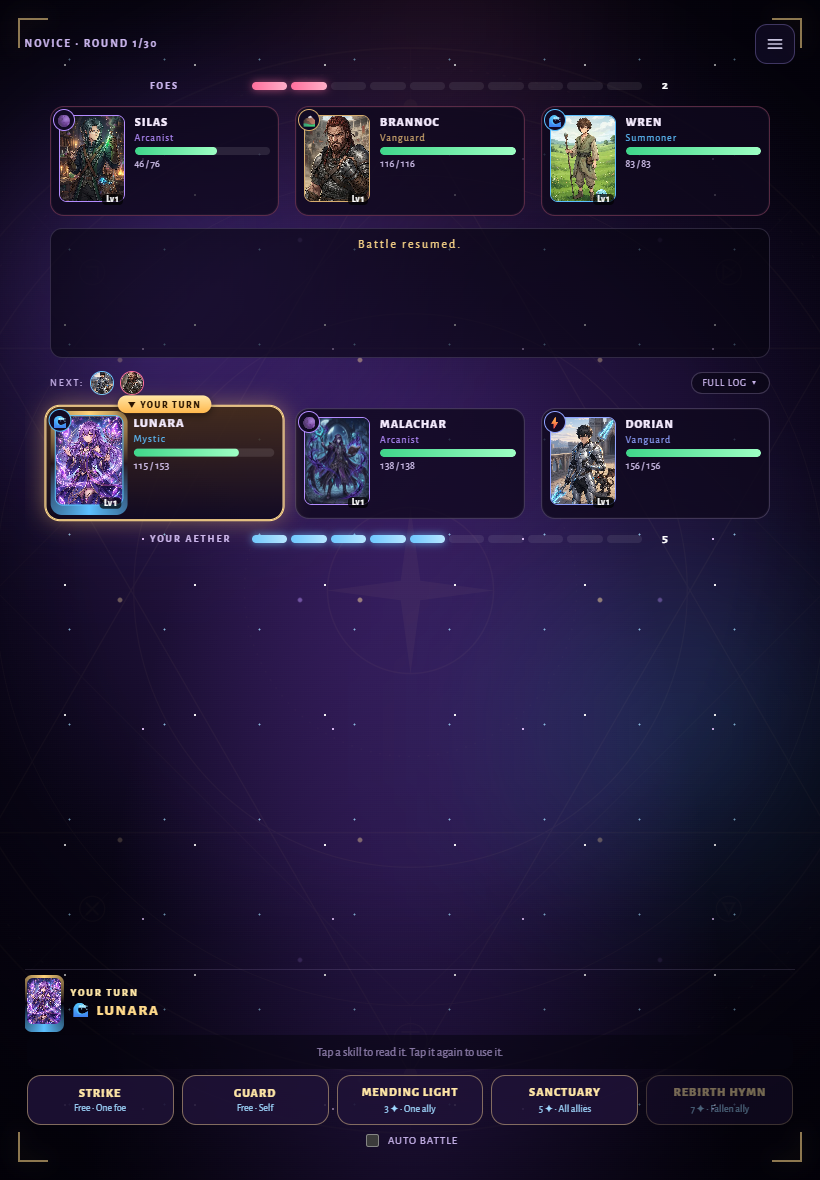 NOVICE · ROUND 1/30
FOES 2
SILAS
Arcanist
46/76
Lv1
BRANNOC
Vanguard
116/116
Lv1
WREN
Summoner
83/83
Lv1
Battle resumed.
NEXT:
FULL LOG ▾
▼ YOUR TURN
LUNARA
Mystic
115/153
Lv1
MALACHAR
Arcanist
138/138
Lv1
DORIAN
Vanguard
156/156
Lv1
YOUR AETHER 5
YOUR TURN
LUNARA
Tap a skill to read it. Tap it again to use it.
STRIKE
Free · One foe
GUARD
Free · Self
MENDING LIGHT
3 ✦ · One ally
SANCTUARY
5 ✦ · All allies
REBIRTH HYMN
7 ✦ · Fallen ally
AUTO BATTLE